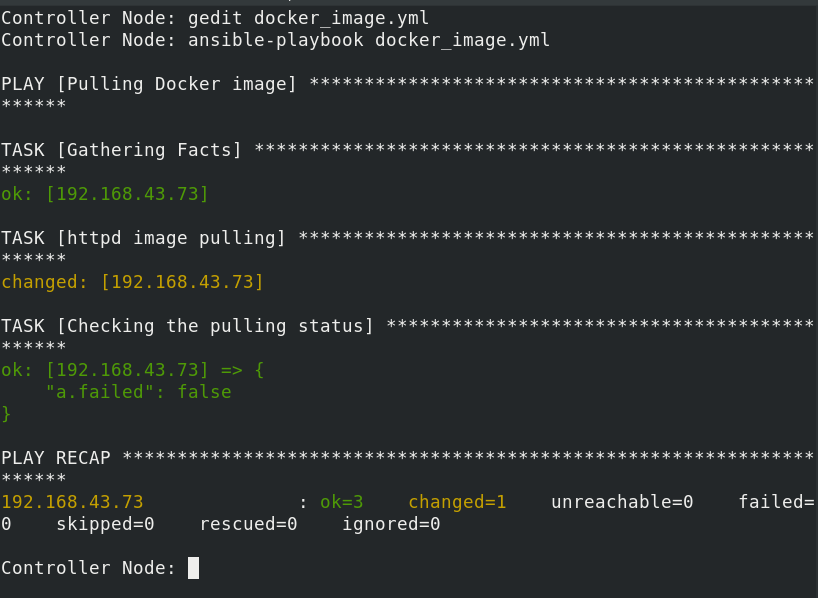 Controller Node: gedit docker_image.yml
Controller Node: ansible-playbook docker_image.yml
PLAY [Pulling Docker image] **********************************************
******
TASK [Gathering Facts] ***************************************************
******
ok: [192.168.43.73]
TASK [httpd image pulling] ***********************************************
******
changed: [192.168.43.73]
TASK [Checking the pulling status] ***************************************
******
ok: [192.168.43.73] => {
    "a.failed": false
}
PLAY RECAP ***************************************************************
******
192.168.43.73              : ok=3    changed=1    unreachable=0    failed=
0    skipped=0    rescued=0    ignored=0
Controller Node: